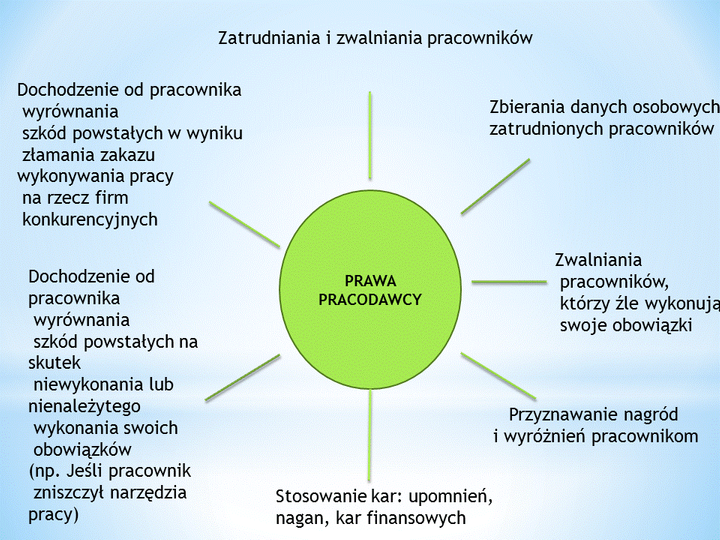 Zatrudniania i zwalniania pracowników
Zbierania danych osobowych
zatrudnionych pracowników
Zwalniania
pracowników,
którzy źle wykonują
swoje obowiązki
Przyznawanie nagród
i wyróżnień pracownikom
Stosowanie kar: upomnień,
nagan, kar finansowych
Dochodzenie od
pracownika
wyrównania
szkód powstałych na
skutek
niewykonania lub
nienależytego
wykonania swoich
obowiązków
(np. Jeśli pracownik
zniszczył narzędzia
pracy)
Dochodzenie od pracownika
wyrównania
szkód powstałych w wyniku
złamania zakazu
wykonywania pracy
na rzecz firm
konkurencyjnych
PRAWA
PRACODAWCY